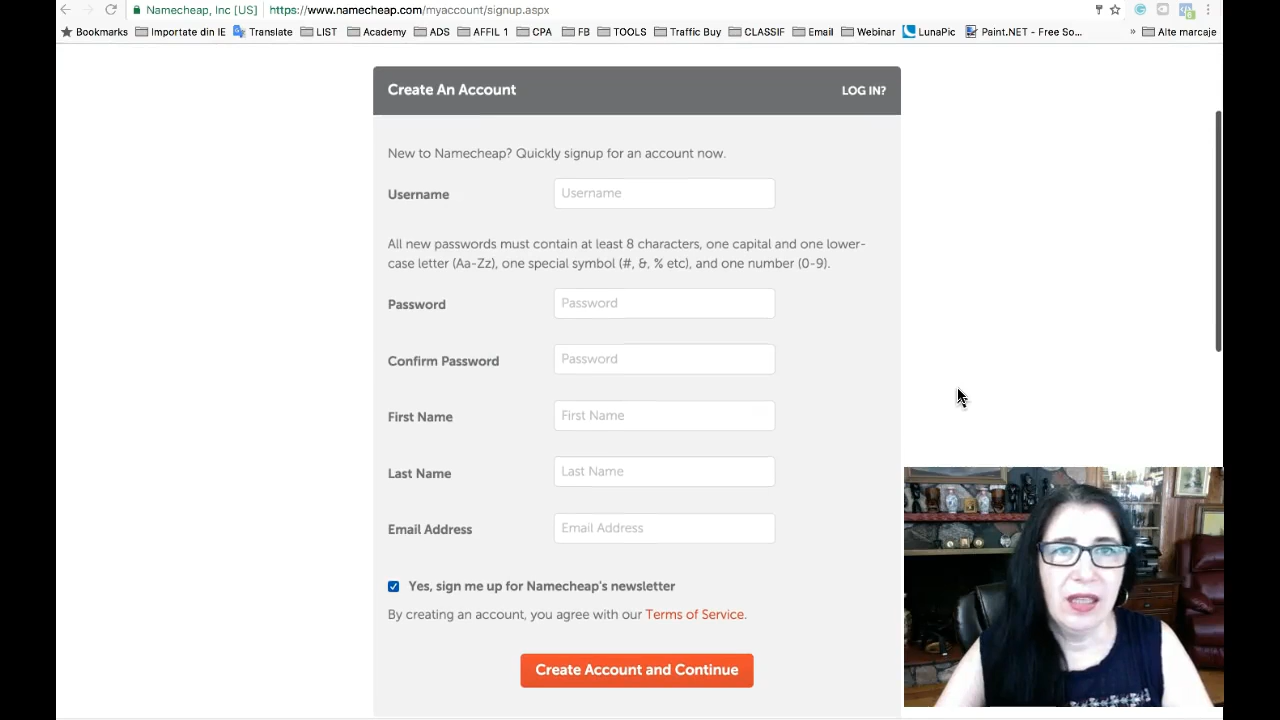 Namecheap, Inc [US] https://www.namecheap.com/myaccount/signup.aspx
Bookmarks Importate din IE Translate LIST Academy ADS AFFIL 1 CPA FB TOOLS Traffic Buy CLASSIF Email Webinar LunaPic Paint.NET - Free So... » Alte marcaje
Create An Account LOG IN?
New to Namecheap? Quickly signup for an account now.
Username Username
All new passwords must contain at least 8 characters, one capital and one lower-
case letter (Aa-Zz), one special symbol (#, &, % etc), and one number (0-9).
Password Password
Confirm Password Password
First Name First Name
Last Name Last Name
Email Address Email Address
Yes, sign me up for Namecheap's newsletter
By creating an account, you agree with our Terms of Service.
Create Account and Continue